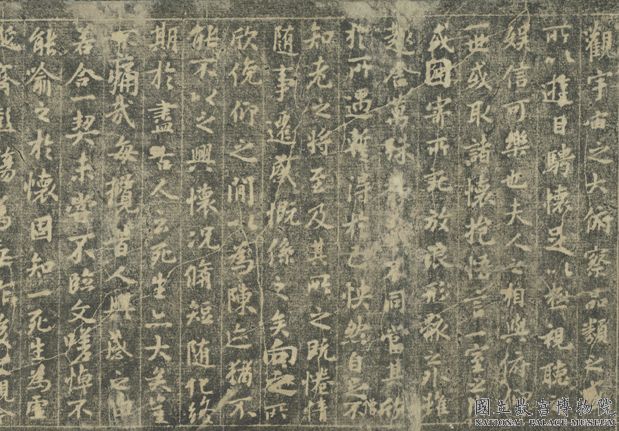 觀宇宙之大俯察品類之
所以遊目騁懷足以極視聽
娛信可樂也夫人之相與俯
一世或取諸懷抱悟言一室之
或因寄所託放浪形骸之外雖
趣舍萬殊不同當其欣
於所遇暫得於己快然自足不
知老之將至及其所之既惓情
隨事遷感慨係之矣向之所
欣俛仰之間以為陳迹猶不
能不以之興懷況脩短隨化終
期於盡古人云死生亦大矣豈
不痛哉每攬昔人興感之由
若合一契未嘗不臨文嗟悼不
能喻之於懷固知一死生為虛
誕齊彭殤為妄作後之視今
國立故宮博物院
NATIONAL PALACE MUSEUM